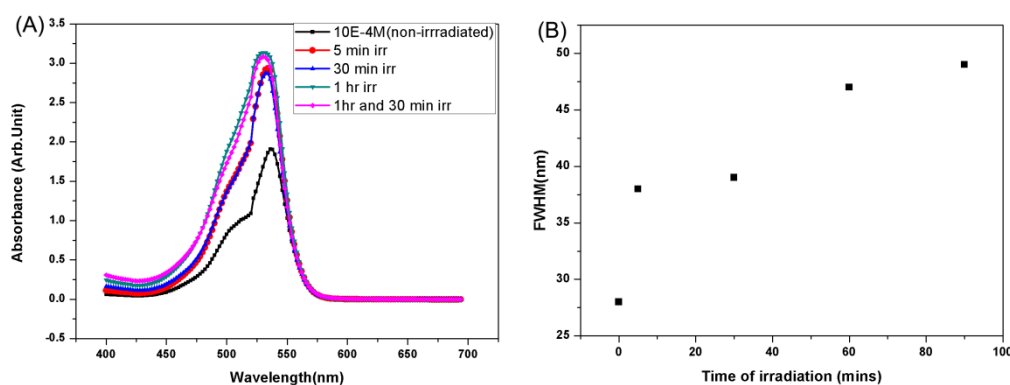 (A)
3.5
3.0
2.5
2.0
1.5
1.0
0.5
0.0
-0.5
Absorbance (Arb.Unit)
10E-4M(non-irrradiated)
5 min irr
30 min irr
1 hr irr
1hr and 30 min irr
400 450 500 550 600 650 700
Wavelength(nm)
(B)
50
45
40
35
30
25
FWHM(nm)
0 20 40 60 80 100
Time of irradiation (mins)